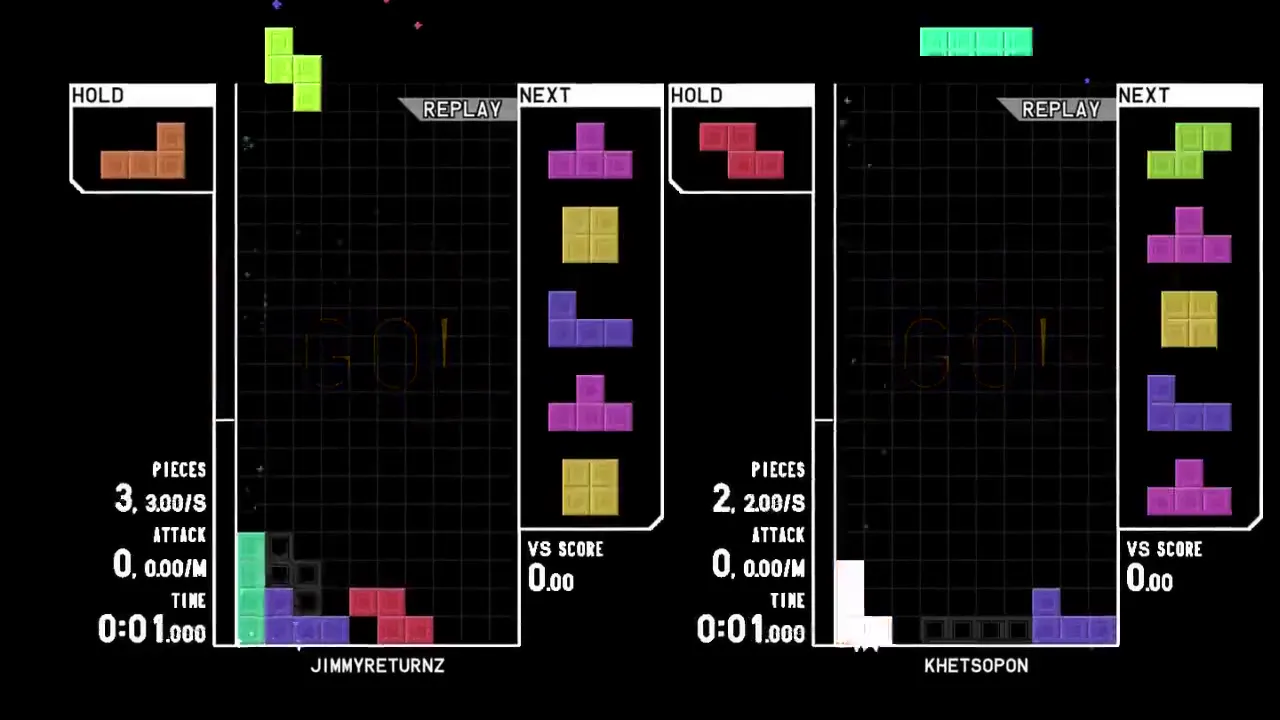 HOLD
REPLAY
NEXT
GO!
PIECES
3, 3.00/S
ATTACK
0, 0.00/M
TIME
0:01.000
VS SCORE
0.00
JIMMYRETURNZ
HOLD
REPLAY
NEXT
GO!
PIECES
2, 2.00/S
ATTACK
0, 0.00/M
TIME
0:01.000
VS SCORE
0.00
KHETSOPON